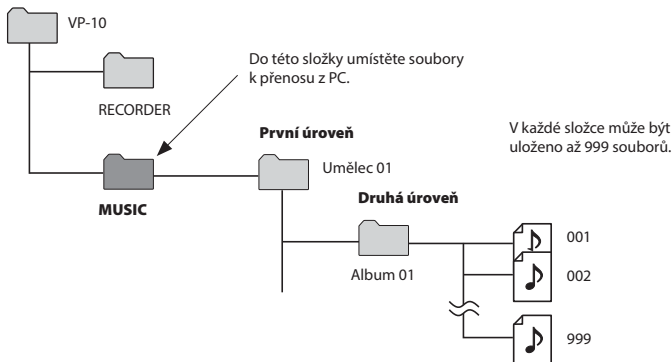 VP-10
Do této složky umístěte soubory
k přenosu z PC.
RECORDER
První úroveň
V každé složce může být
uloženo až 999 souborů.
Umělec 01
MUSIC
Druhá úroveň
001
Album 01
002
999